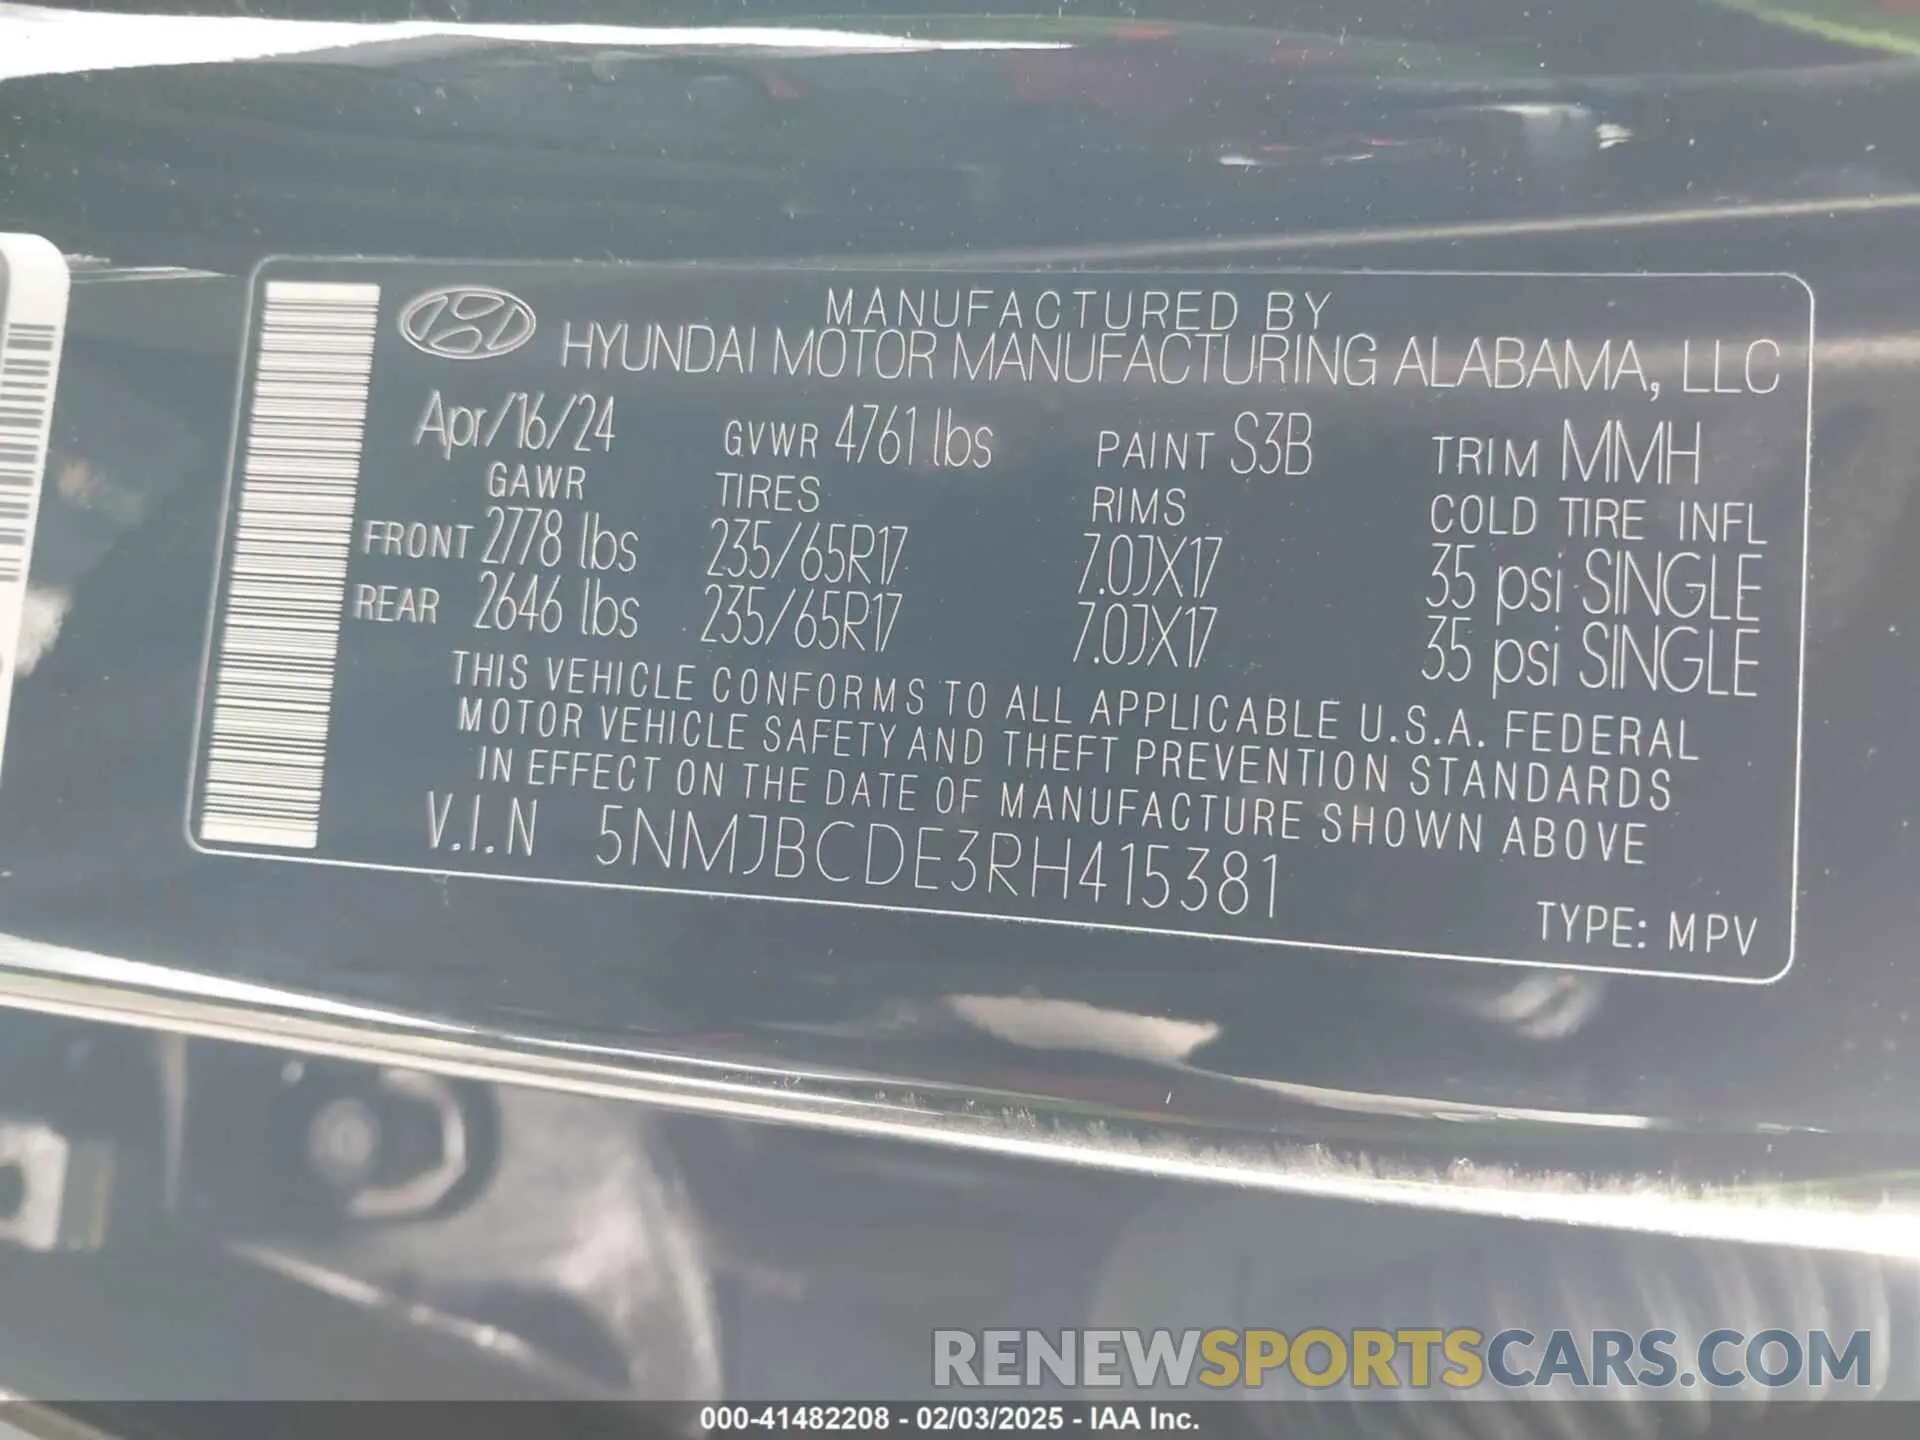 MANUFACTURED BY
HYUNDAI MOTOR MANUFACTURING ALABAMA, LLC
Apr/16/24 GVWR 4761 lbs PAINT S3B TRIM MMH
GAWR TIRES RIMS COLD TIRE INFL
FRONT 2778 lbs 235/65R17 7.0JX17 35 psi SINGLE
REAR 2646 lbs 235/65R17 7.0JX17 35 psi SINGLE
THIS VEHICLE CONFORMS TO ALL APPLICABLE U.S.A. FEDERAL
MOTOR VEHICLE SAFETY AND THEFT PREVENTION STANDARDS
IN EFFECT ON THE DATE OF MANUFACTURE SHOWN ABOVE
V.I.N 5NMJBCDE3RH415381
TYPE: MPV
RENEWSPORTSCARS.COM
000-41482208 - 02/03/2025 - IAA Inc.